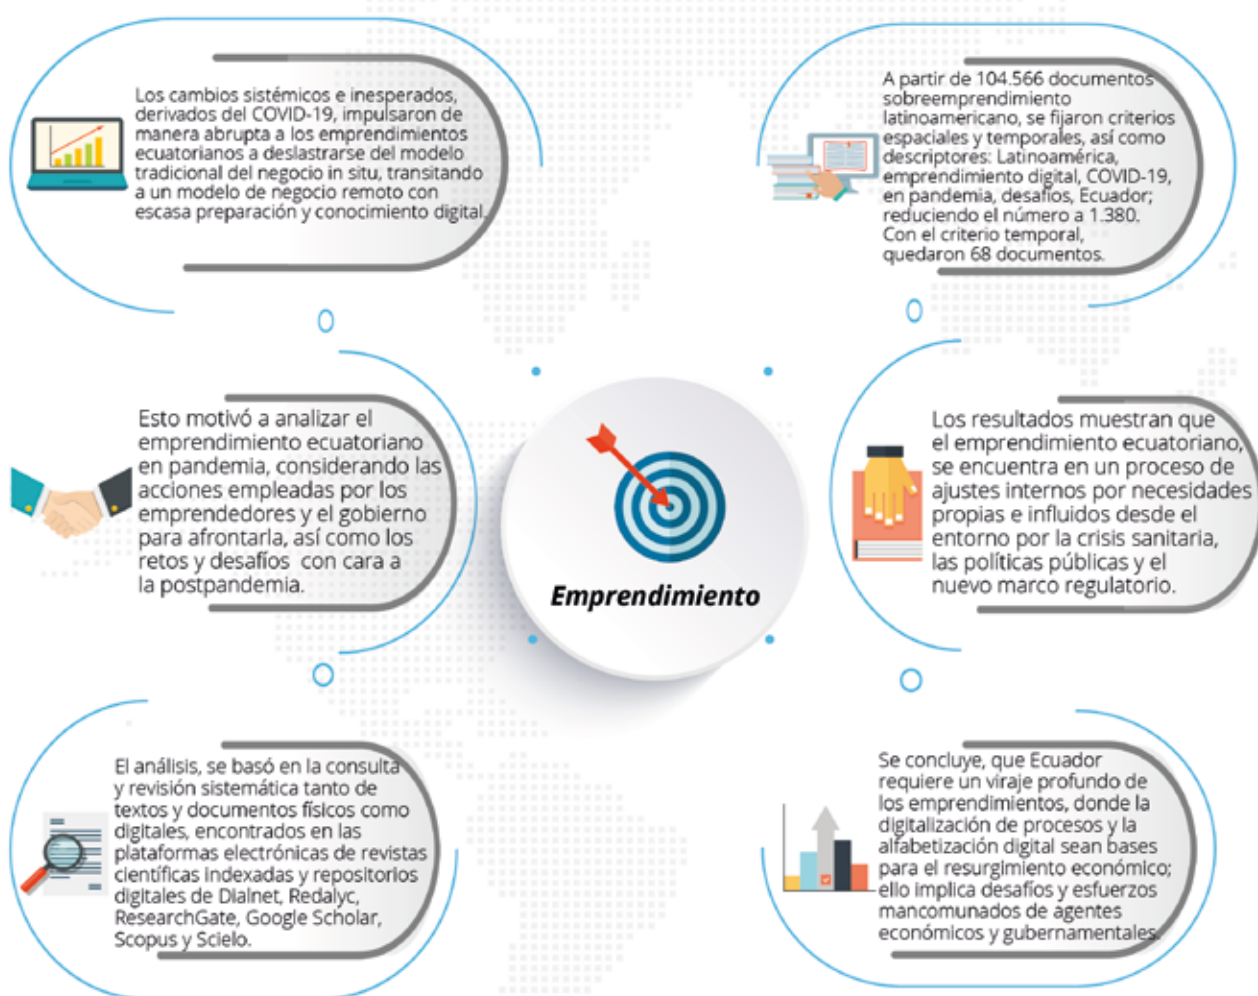 Los cambios sistémicos e inesperados,
derivados del COVID-19, impulsaron de
manera abrupta a los emprendimientos
ecuatorianos a deslastrarse del modelo
tradicional del negocio in situ, transitando
a un modelo de negocio remoto con
escasa preparación y conocimiento digital.
Esto motivó a analizar el
emprendimiento ecuatoriano
en pandemia, considerando las
acciones empleadas por los
emprendedores y el gobierno
para afrontarla, así como los
retos y desafíos con cara a
la postpandemia.
El análisis, se basó en la consulta
y revisión sistemática tanto de
textos y documentos físicos como
digitales, encontrados en las
plataformas electrónicas de revistas
científicas indexadas y repositorios
digitales de Dialnet, Redalyc,
ResearchGate, Google Scholar,
Scopus y Scielo.
Emprendimiento
A partir de 104.566 documentos
sobreemprendimiento
latinoamericano, se fijaron criterios
espaciales y temporales, así como
descriptores: Latinoamérica,
emprendimiento digital, COVID-19,
en pandemia, desafíos, Ecuador;
reduciendo el número a 1.380.
Con el criterio temporal,
quedaron 68 documentos.
Los resultados muestran que
el emprendimiento ecuatoriano,
se encuentra en un proceso de
ajustes internos por necesidades
propias e influidos desde el
entorno por la crisis sanitaria,
las políticas públicas y el
nuevo marco regulatorio.
Se concluye, que Ecuador
requiere un viraje profundo de
los emprendimientos, donde la
digitalización de procesos y la
alfabetización digital sean bases
para el resurgimiento económico;
ello implica desafíos y esfuerzos
mancomunados de agentes
económicos y gubernamentales.